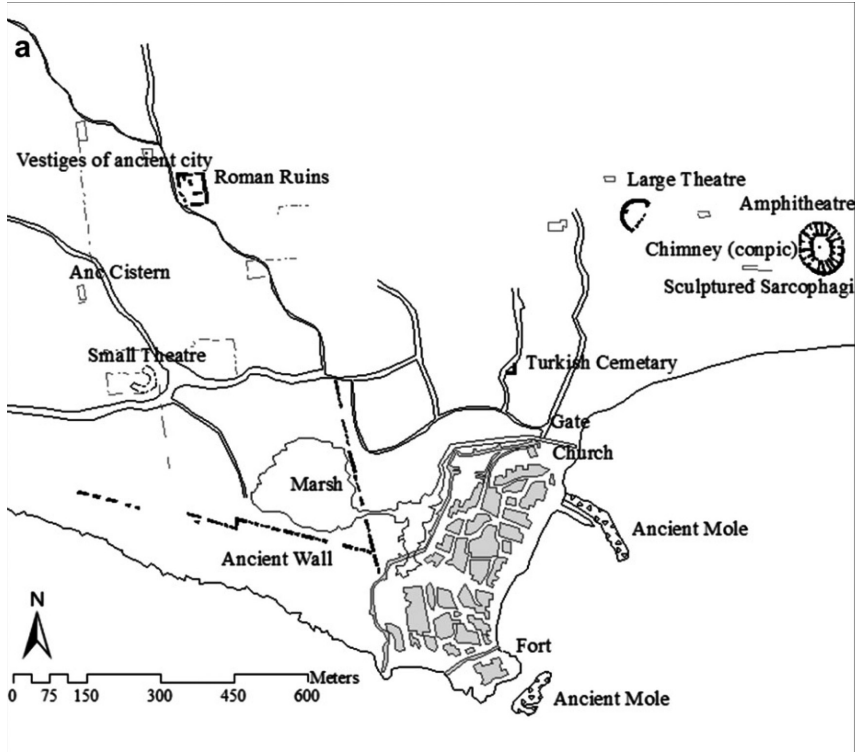 a
Vestiges of ancient city
Roman Ruins
Large Theatre
Amphitheatre
Chimney (conpic)
Sculptured Sarcophagi
Anc Cistern
Small Theatre
Turkish Cemetary
Gate
Church
Marsh
Ancient Mole
Ancient Wall
N
Fort
Meters
0 75 150 300 450 600
Ancient Mole